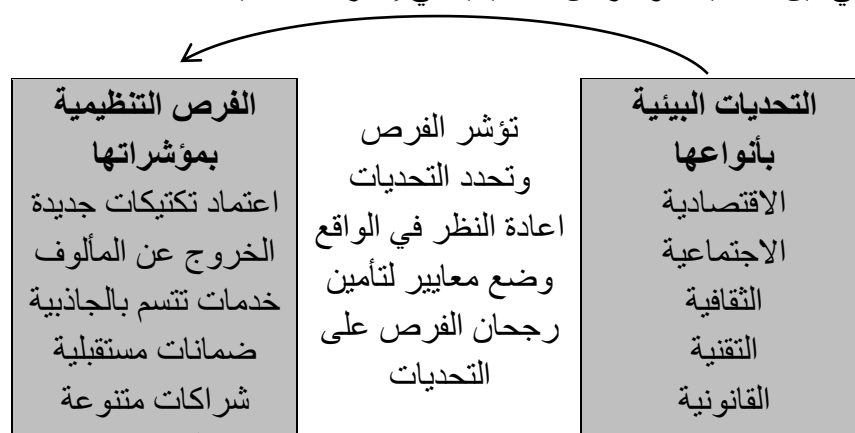 التحديات البيئية
بأنواعها
الاقتصادية
الاجتماعية
الثقافية
التقنية
القانونية
تؤشر الفرص
وتحدد التحديات
اعادة النظر في الواقع
وضع معايير لتأمين
رجحان الفرص على
التحديات
الفرص التنظيمية
بمؤشراتها
اعتماد تكتيكات جديدة
الخروج عن المألوف
خدمات تتسم بالجاذبية
ضمانات مستقبلية
شراكات متنوعة